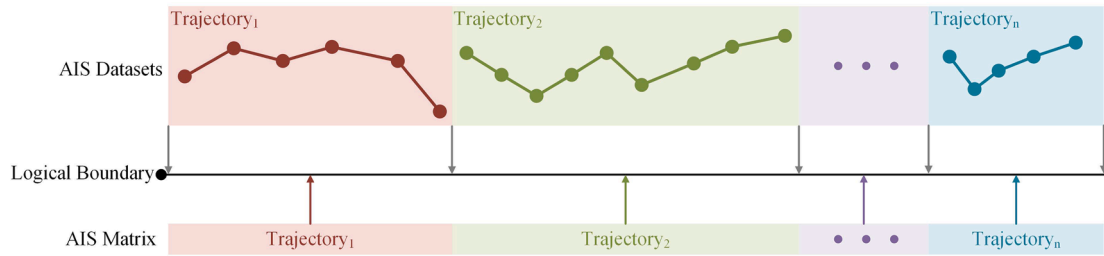 Trajectory₁ Trajectory₂ Trajectoryₙ
AIS Datasets
Logical Boundary
AIS Matrix Trajectory₁ Trajectory₂ Trajectoryₙ